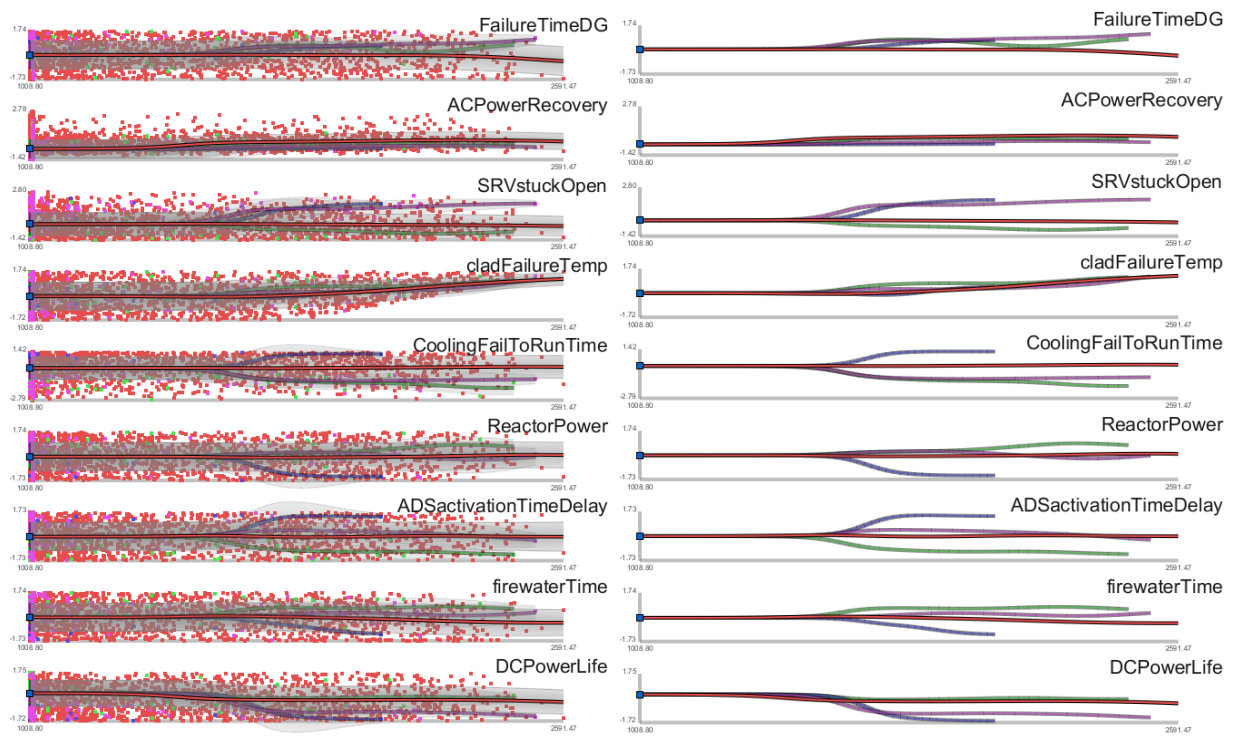 1.74 FailureTimeDG 1.74 FailureTimeDG
-1.73 -1.73
1008.80 2591.47 1008.80 2591.47
2.78 ACPowerRecovery 2.78 ACPowerRecovery
-1.42 -1.42
1008.80 2591.47 1008.80 2591.47
2.80 SRVstuckOpen 2.80 SRVstuckOpen
-1.42 -1.42
1008.80 2591.47 1008.80 2591.47
1.74 cladFailureTemp 1.74 cladFailureTemp
-1.72 -1.72
1008.80 2591.47 1008.80 2591.47
1.42 CoolingFailToRunTime 1.42 CoolingFailToRunTime
-2.79 -2.79
1008.80 2591.47 1008.80 2591.47
1.74 ReactorPower 1.74 ReactorPower
-1.73 -1.73
1008.80 2591.47 1008.80 2591.47
1.73 ADSactivationTimeDelay 1.73 ADSactivationTimeDelay
-1.73 -1.73
1008.80 2591.47 1008.80 2591.47
1.74 firewaterTime 1.74 firewaterTime
-1.73 -1.73
1008.80 2591.47 1008.80 2591.47
1.75 DCPowerLife 1.75 DCPowerLife
-1.72 -1.72
1008.80 2591.47 1008.80 2591.47